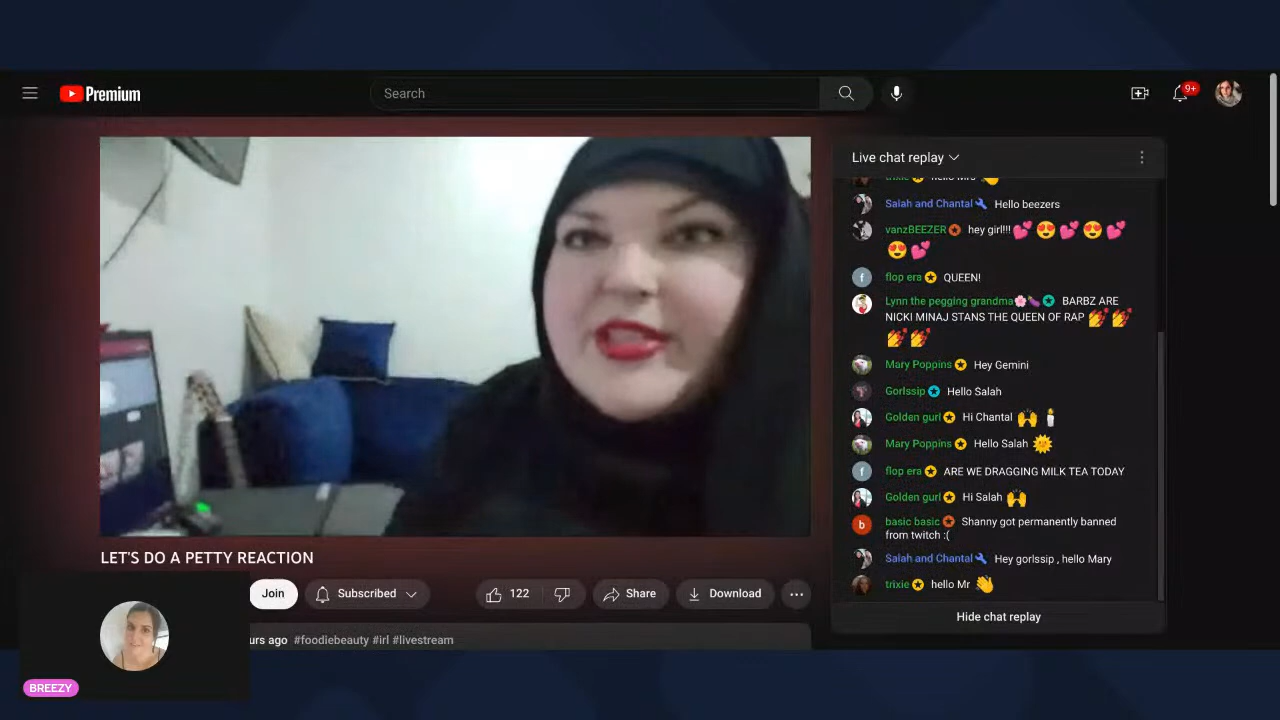 Premium
Search
9+
Live chat replay
Salah and Chantal Hello beezers
vanzBEEZER hey girl!!!
flop era QUEEN!
Lynn the pegging grandma BARBZ ARE
NICKI MINAJ STANS THE QUEEN OF RAP
Mary Poppins Hey Gemini
Gorlssip Hello Salah
Golden gurl Hi Chantal
Mary Poppins Hello Salah
flop era ARE WE DRAGGING MILK TEA TODAY
Golden gurl Hi Salah
b basic basic Shanny got permanently banned
from twitch :(
Salah and Chantal Hey gorlssip , hello Mary
trixie hello Mr
Hide chat replay
LET'S DO A PETTY REACTION
Join
Subscribed
122
Share
Download
urs ago #foodiebeauty #irl #livestream
BREEZY